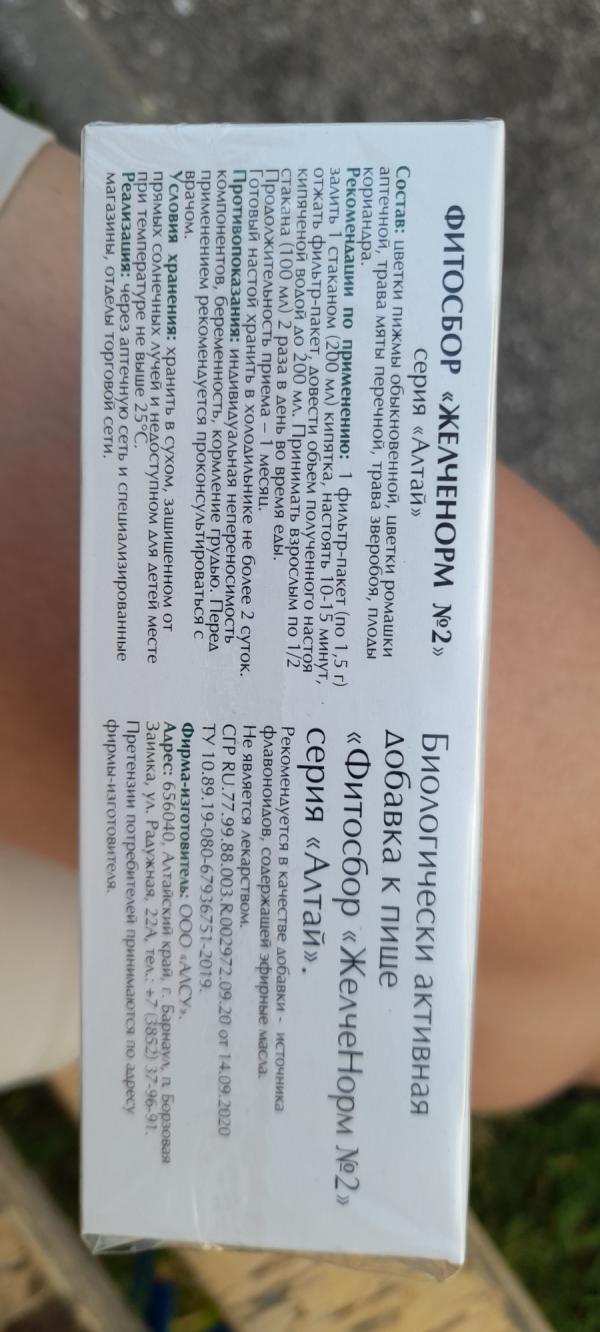 ФИТОСБОР «ЖЕЛЧЕНОРМ №2»
серия «Алтай»
Состав: цветки пижмы обыкновенной, цветки ромашки
аптечной, трава мяты перечной, трава зверобоя, плоды
кориандра.
Рекомендации по применению: 1 фильтр-пакет (по 1,5 г)
залить 1 стаканом (200 мл) кипятка, настоять 10-15 минут,
отжать фильтр-пакет, довести объем полученного настоя
кипяченой водой до 200 мл. Принимать взрослым по 1/2
стакана (100 мл) 2 раза в день во время еды.
Продолжительность приема – 1 месяц.
Готовый настой хранить в холодильнике не более 2 суток.
Противопоказания: индивидуальная непереносимость
компонентов, беременность, кормление грудью. Перед
применением рекомендуется проконсультироваться с
врачом.
Условия хранения: хранить в сухом, защищенном от
прямых солнечных лучей и недоступном для детей месте
при температуре не выше 25°С.
Реализация: через аптечную сеть и специализированные
магазины, отделы торговой сети.
Биологически активная
добавка к пище
«Фитосбор «ЖелчеНорм №2»
серия «Алтай».
Рекомендуется в качестве добавки - источника
флавоноидов, содержащей эфирные масла.
Не является лекарством.
СГР RU.77.99.88.003.R.002972.09.20 от 14.09.2020
ТУ 10.89.19-080-67936751-2019.
Фирма-изготовитель: ООО «АЛСУ».
Адрес: 656040, Алтайский край, г. Барнаул, п. Борзовая
Заимка, ул. Радужная, 22А, тел.: +7 (3852) 37-96-91.
Претензии потребителей принимаются по адресу
фирмы-изготовителя.